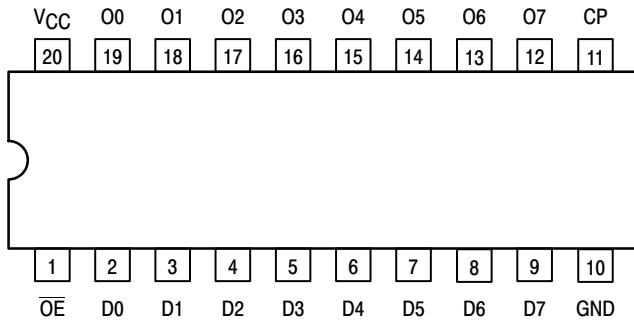 VCC O0 O1 O2 O3 O4 O5 O6 O7 CP
20 19 18 17 16 15 14 13 12 11
1 2 3 4 5 6 7 8 9 10
O̅E̅ D0 D1 D2 D3 D4 D5 D6 D7 GND